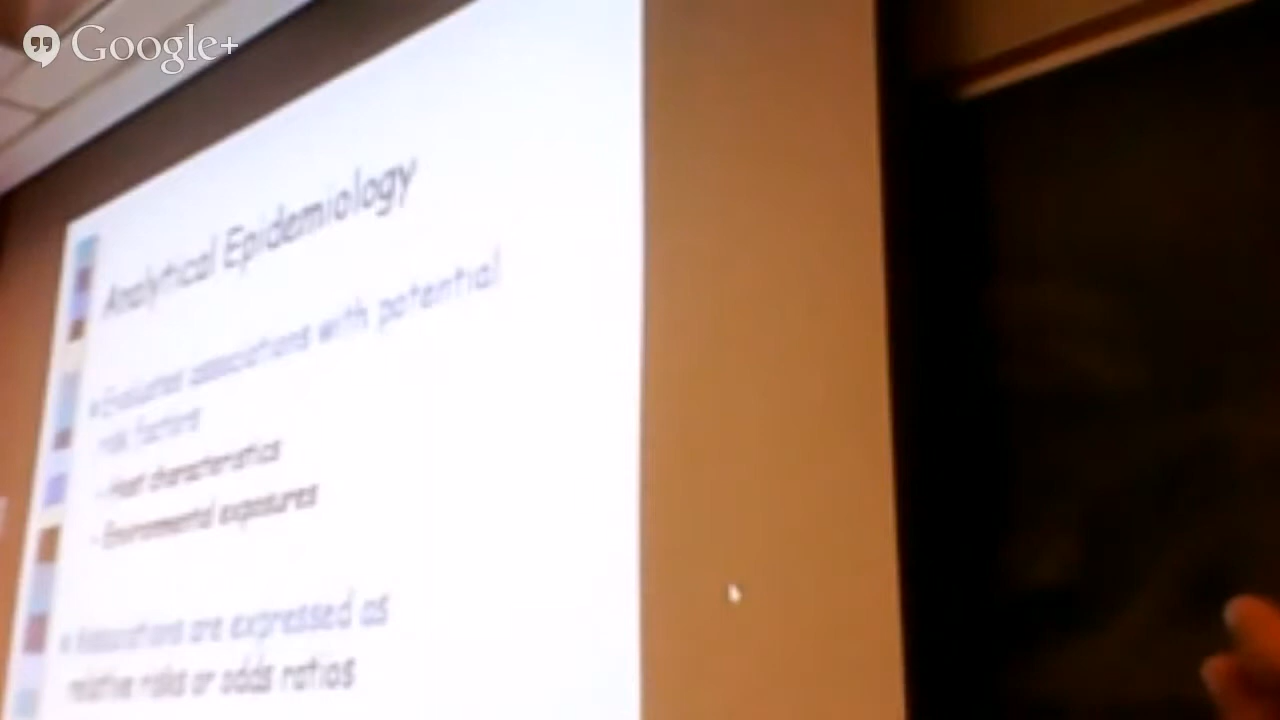 Google+
Analytical Epidemiology
▪ Evaluates associations with potential
risk factors
- Host characteristics
- Environmental exposures
▪ Associations are expressed as
relative risks or odds ratios